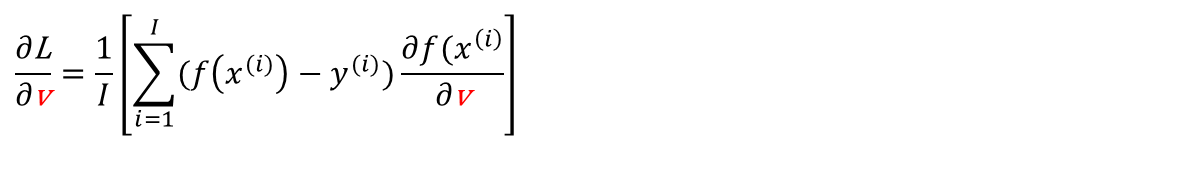 ∂L/∂v = 1/I [∑_{i=1}^{I} (f(x^{(i)}) − y^{(i)}) ∂f(x^{(i)}/∂v]